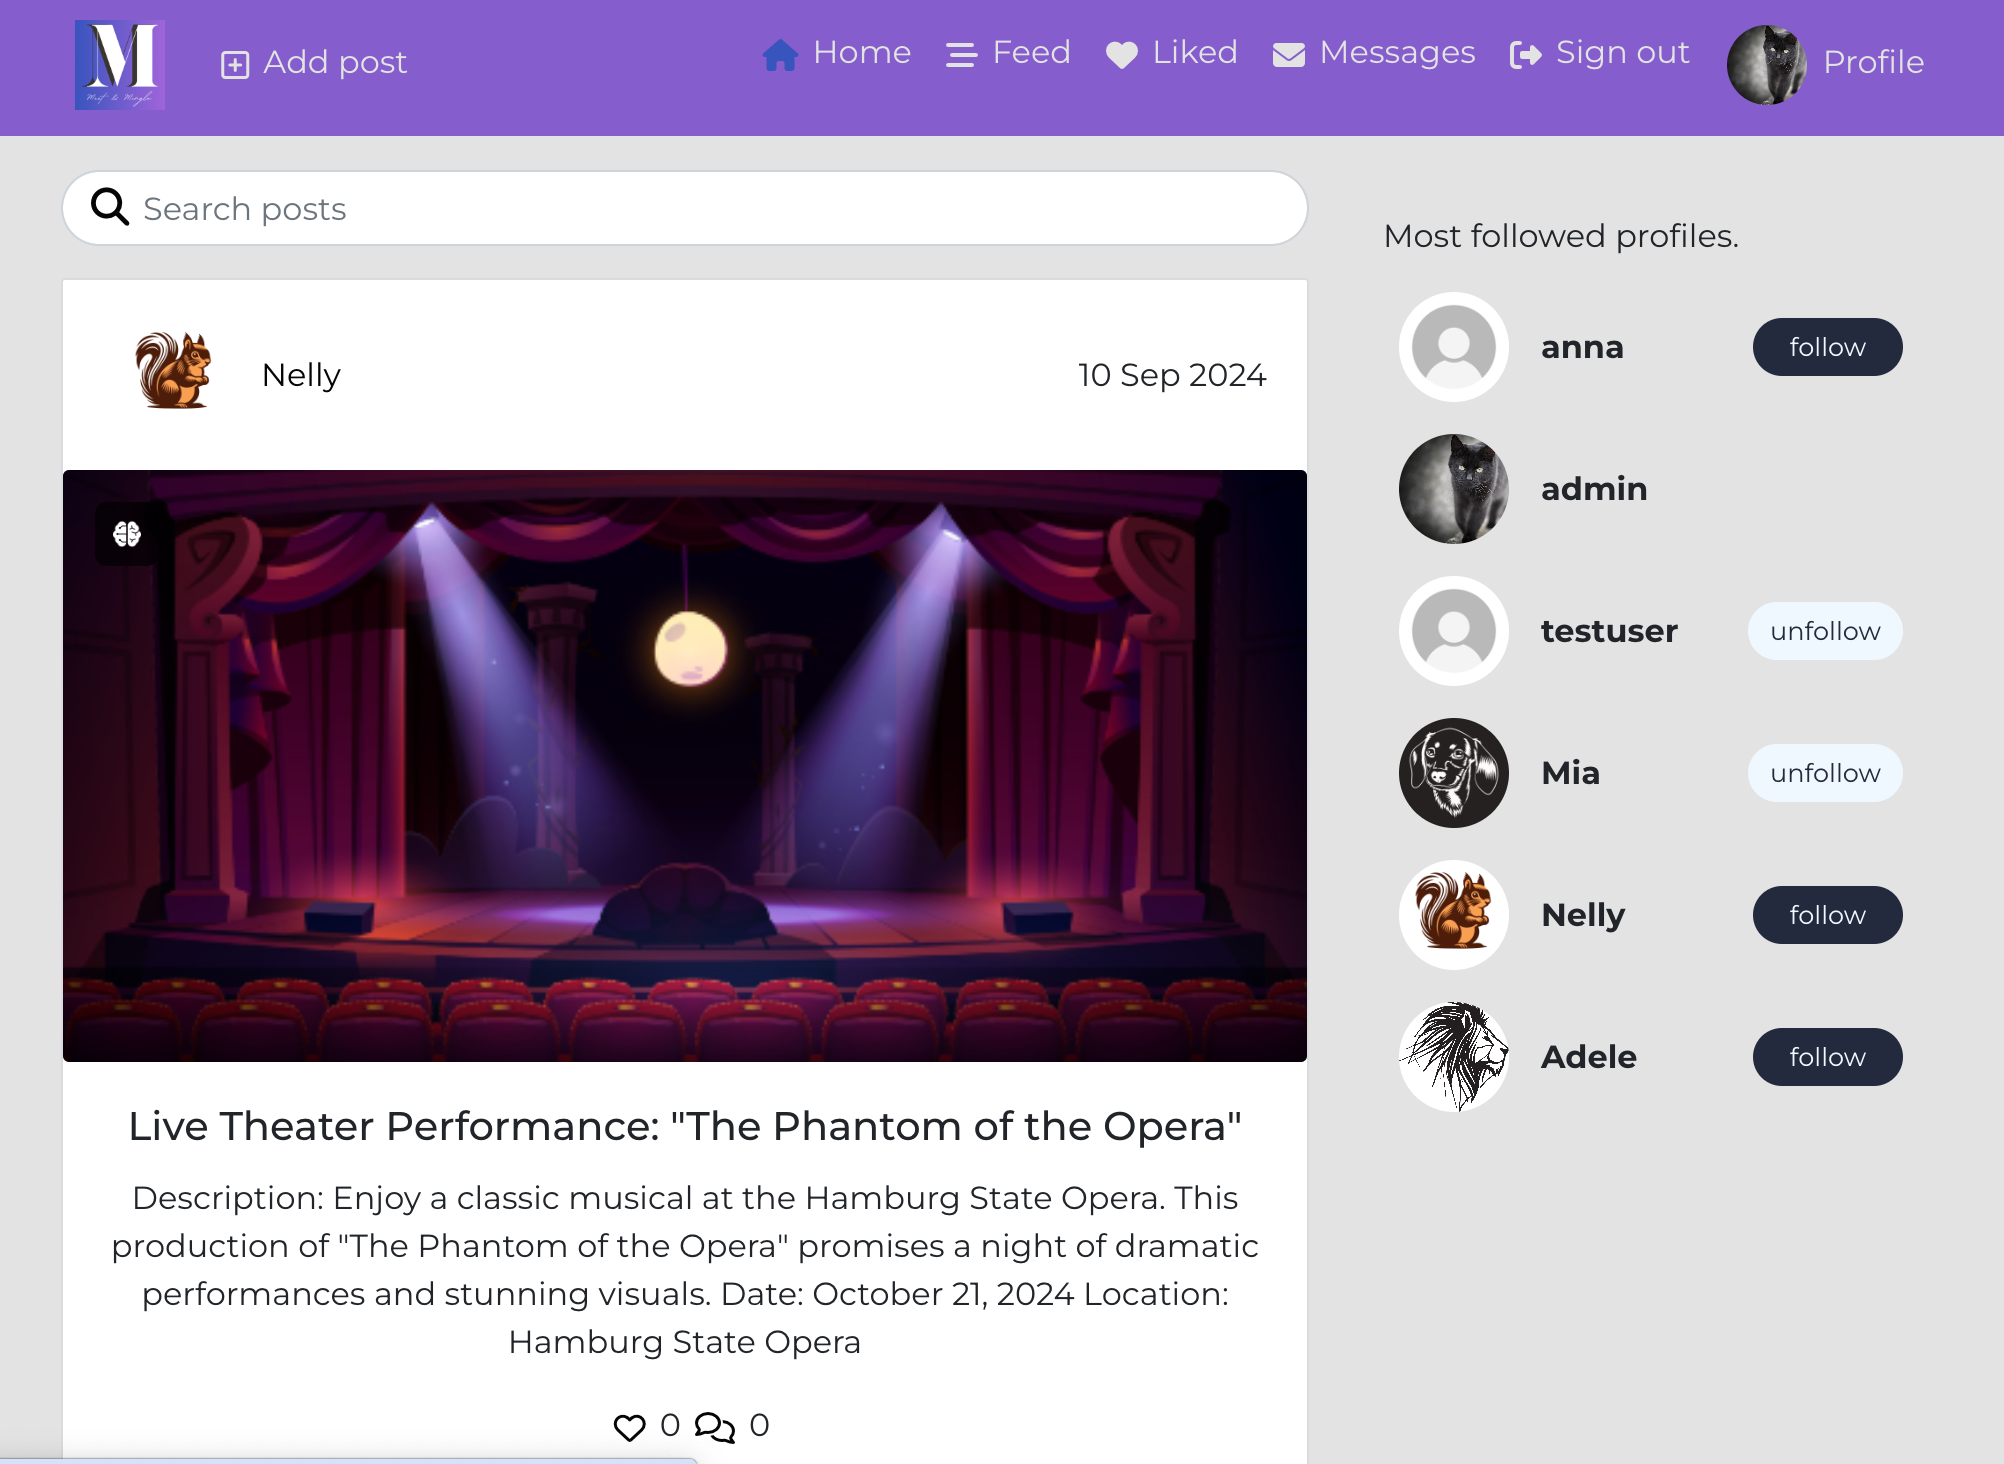 M
Meet & Mingle
Add post
Home
Feed
Liked
Messages
Sign out
Profile
Search posts
Nelly
10 Sep 2024
Live Theater Performance: "The Phantom of the Opera"
Description: Enjoy a classic musical at the Hamburg State Opera. This
production of "The Phantom of the Opera" promises a night of dramatic
performances and stunning visuals. Date: October 21, 2024 Location:
Hamburg State Opera
0
0
Most followed profiles.
anna
follow
admin
testuser
unfollow
Mia
unfollow
Nelly
follow
Adele
follow